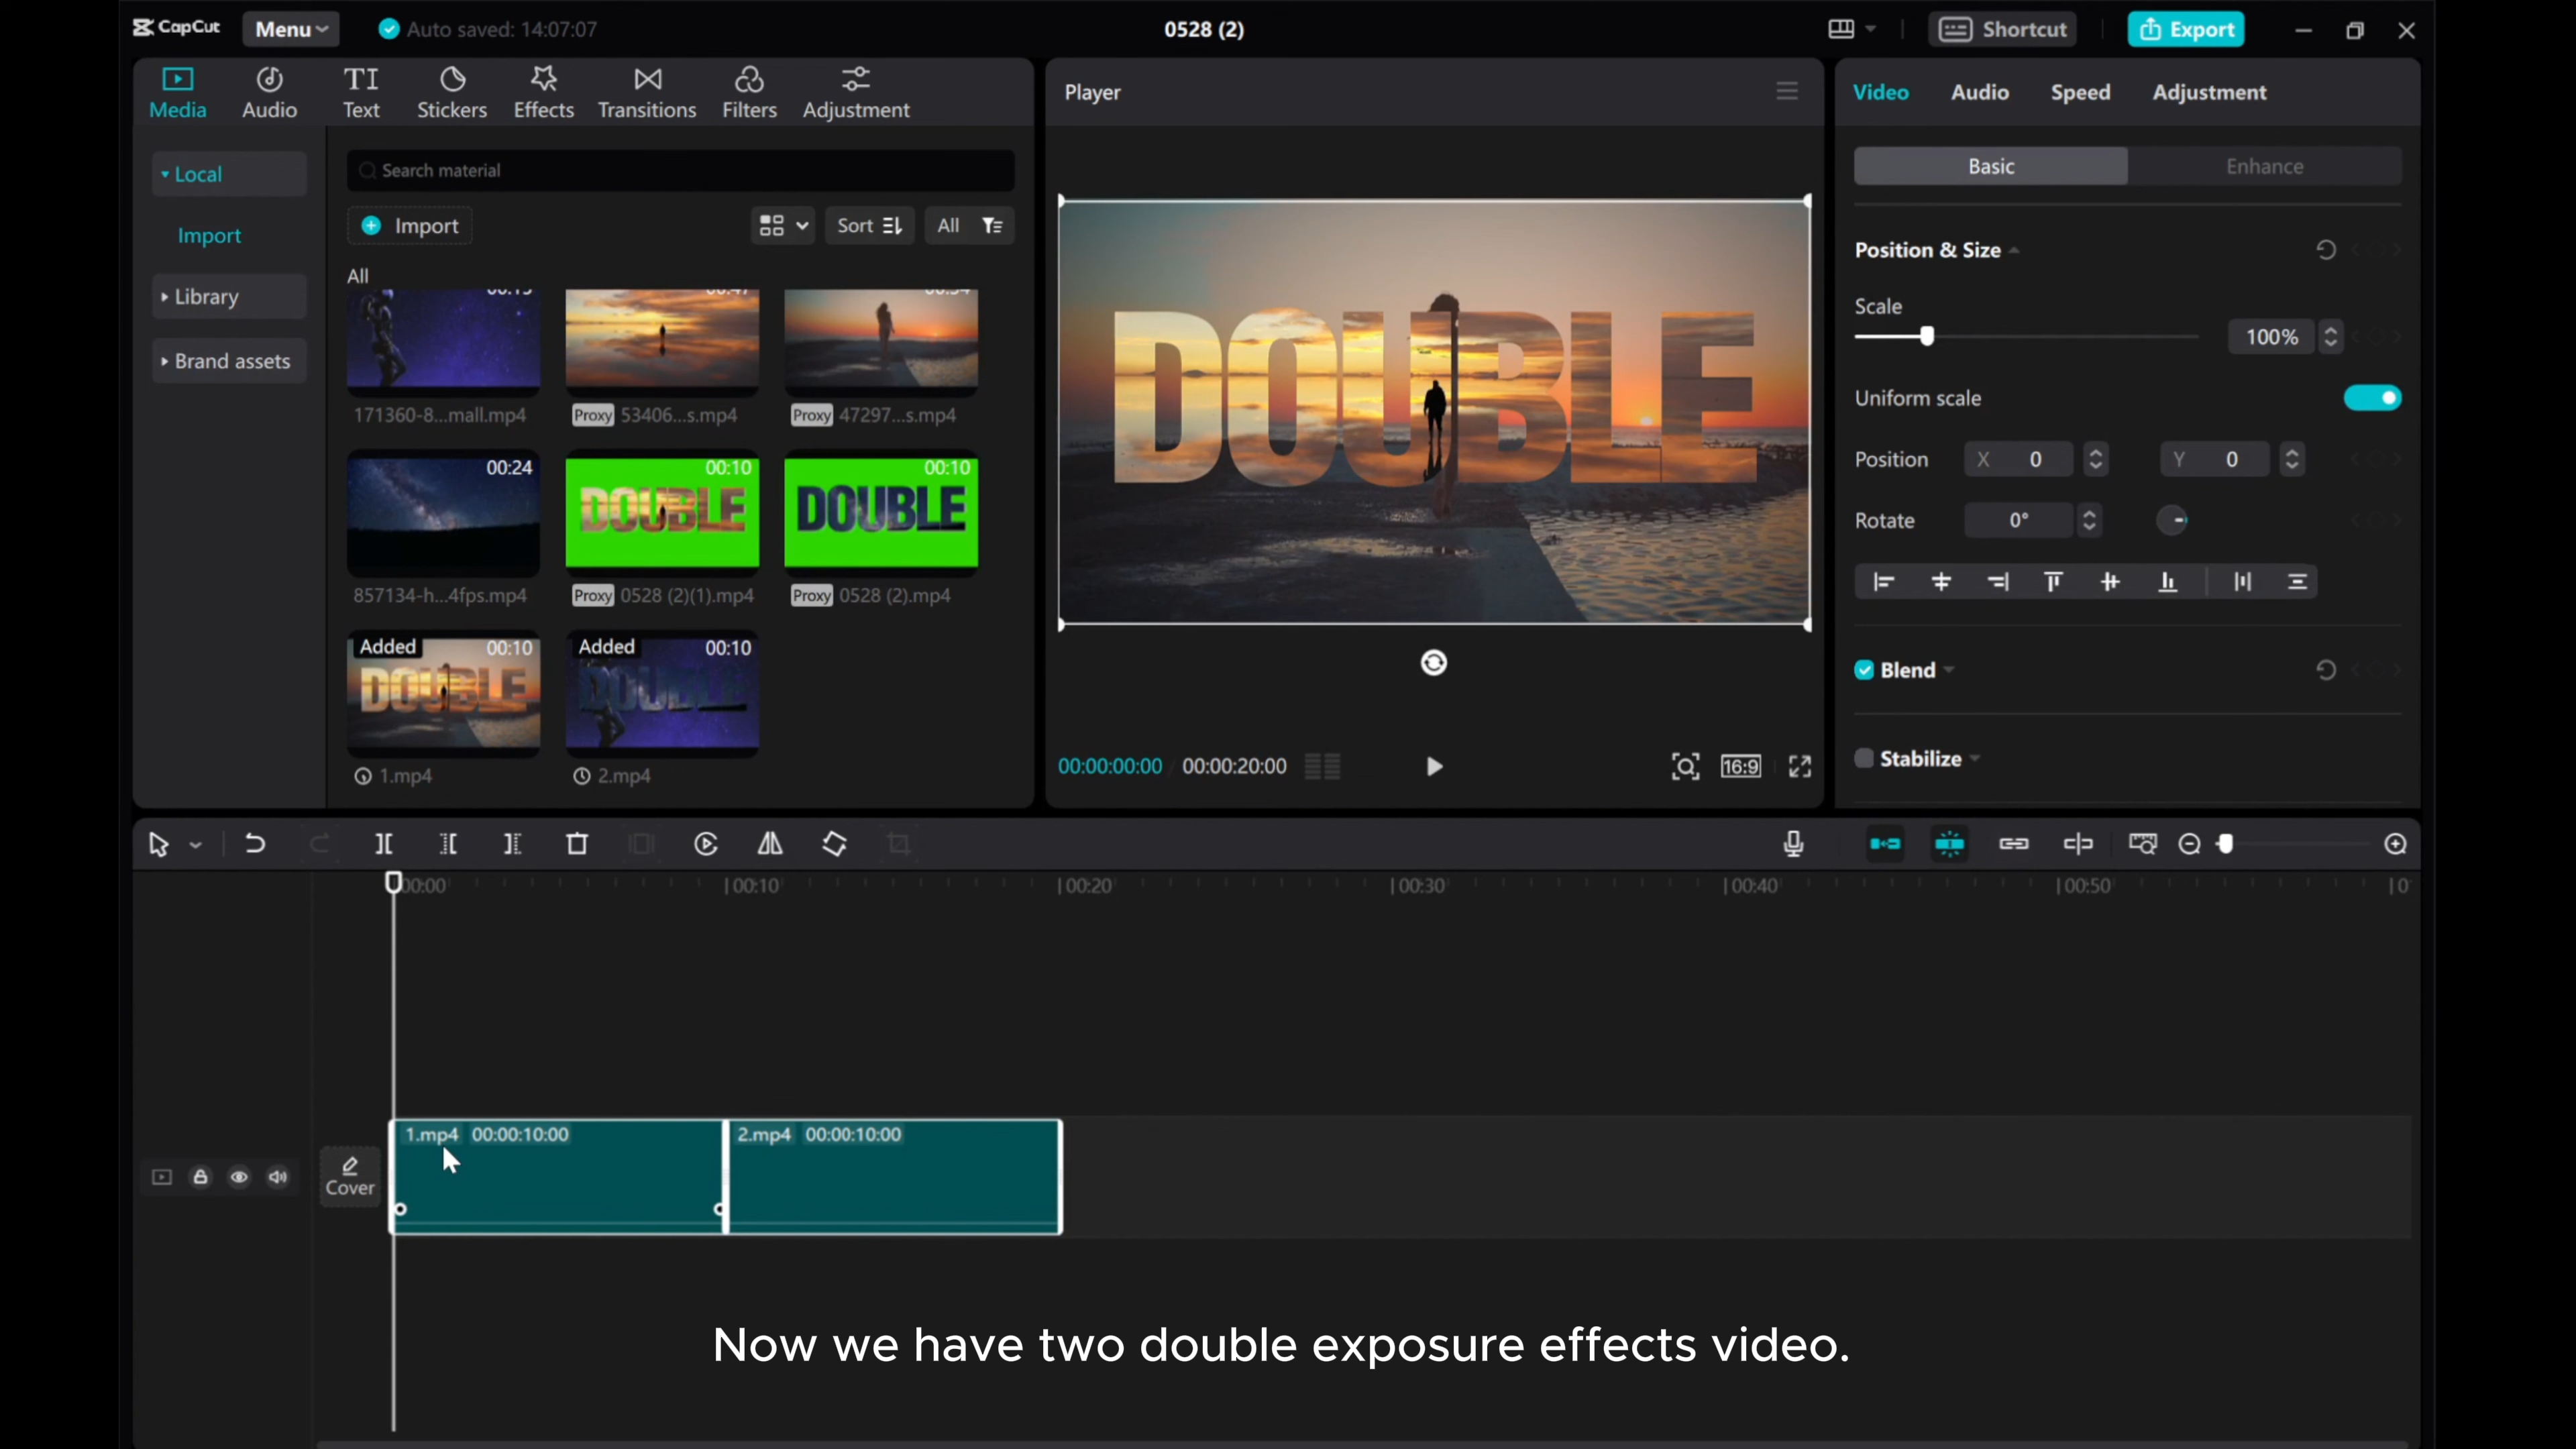 CapCut Menu Auto saved: 14:07:07 0528 (2) Shortcut Export
Media Audio Text Stickers Effects Transitions Filters Adjustment
Player
Video Audio Speed Adjustment
Local
Import
Library
Brand assets
Search material
Import Sort All
All
171360-8...mall.mp4
Proxy 53406...s.mp4
Proxy 47297...s.mp4
00:24
857134-h...4fps.mp4
00:10
DOUBLE
Proxy 0528 (2)(1).mp4
00:10
DOUBLE
Proxy 0528 (2).mp4
Added 00:10
DOUBLE
1.mp4
Added 00:10
DOUBLE
2.mp4
DOUBLE
00:00:00:00 00:00:20:00
16:9
Basic Enhance
Position & Size
Scale
100%
Uniform scale
Position X 0 Y 0
Rotate 0°
Blend
Stabilize
00:00 00:10 00:20 00:30 00:40 00:50 0
Cover
1.mp4 00:00:10:00 2.mp4 00:00:10:00
Now we have two double exposure effects video.